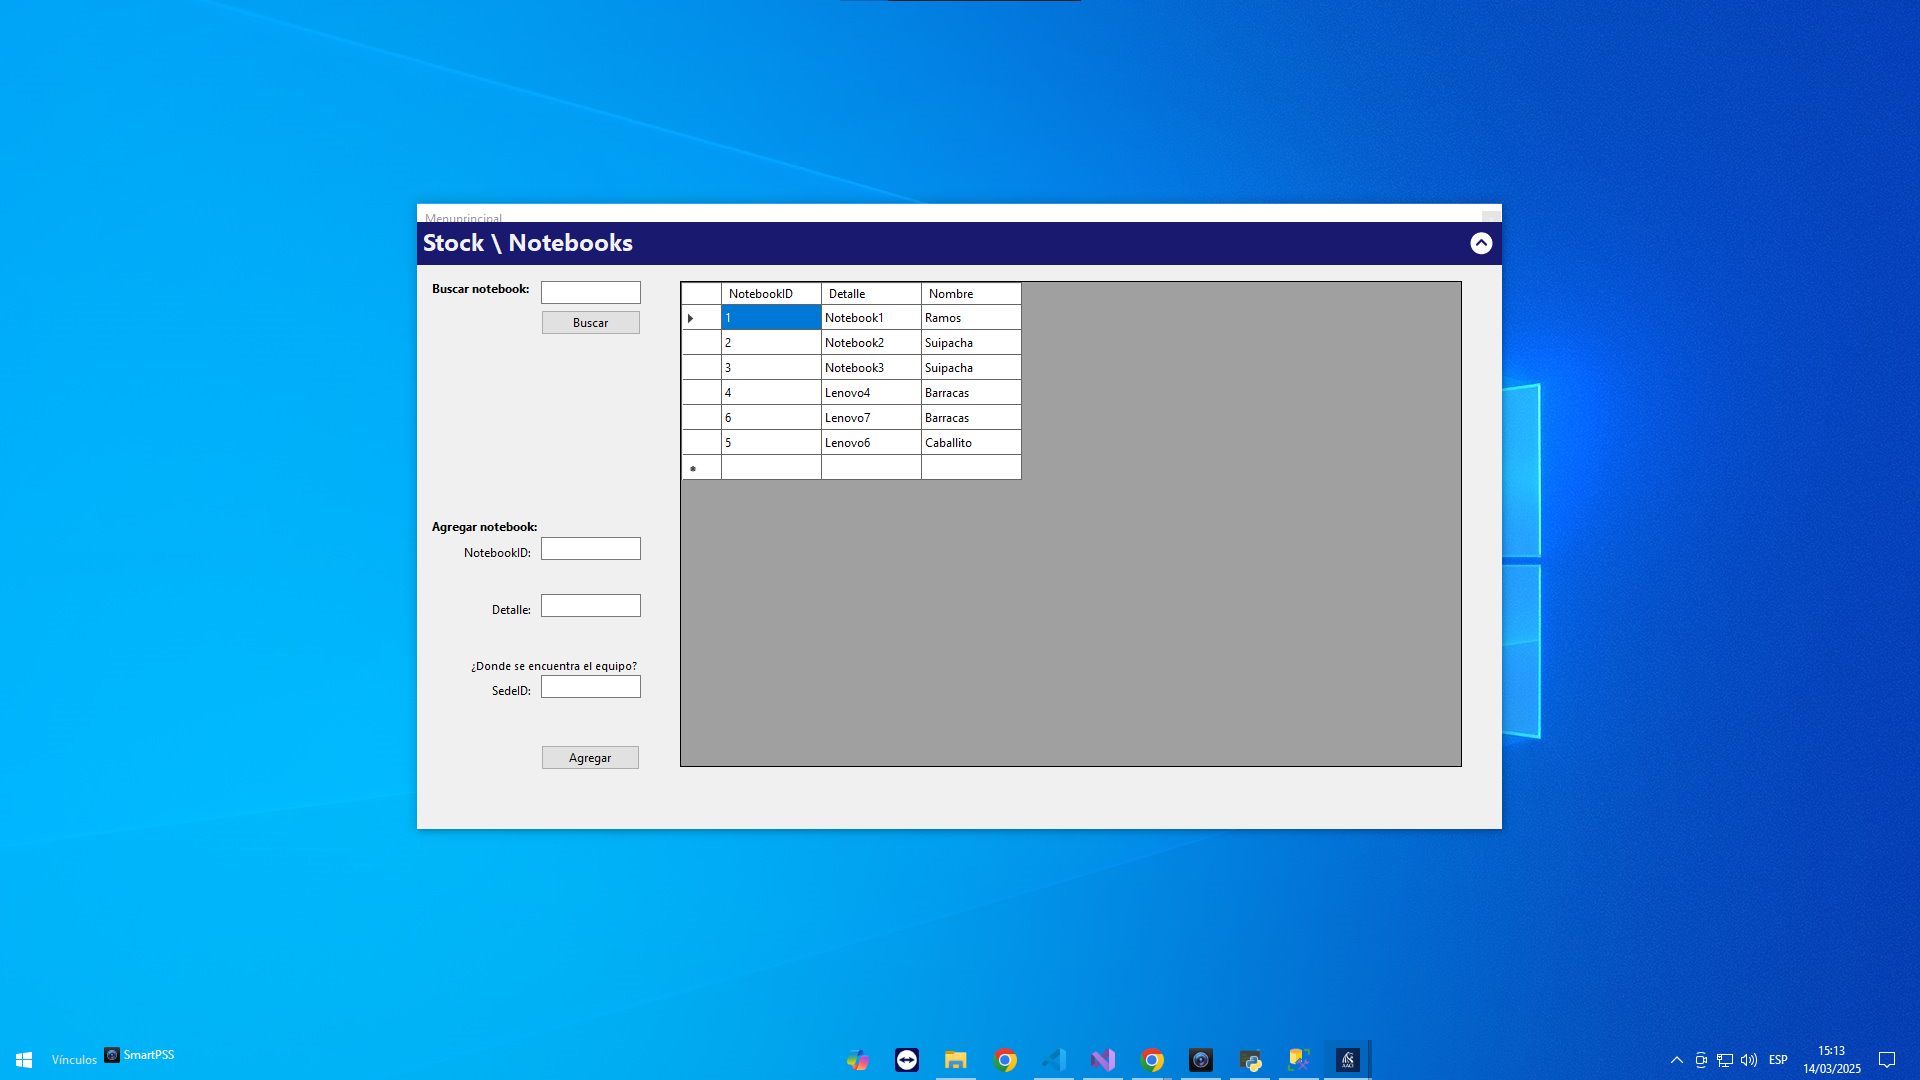 Menuprincipal
Stock \ Notebooks
Buscar notebook:
Buscar
NotebookID Detalle Nombre
1 Notebook1 Ramos
2 Notebook2 Suipacha
3 Notebook3 Suipacha
4 Lenovo4 Barracas
6 Lenovo7 Barracas
5 Lenovo6 Caballito
Agregar notebook:
NotebookID:
Detalle:
¿Donde se encuentra el equipo?
SedeID:
Agregar
Vínculos SmartPSS
AACI
ESP
15:13
14/03/2025